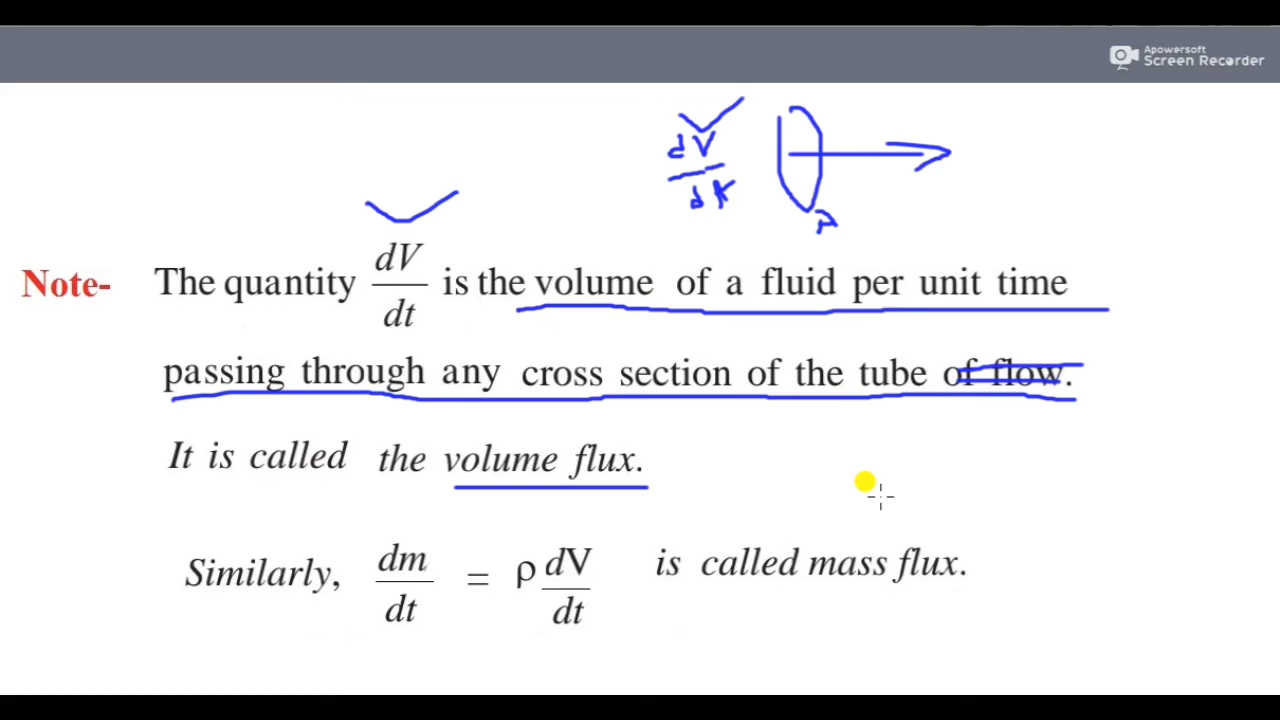 Apowersoft
Screen Recorder
dV
dt
A
Note- The quantity dV/dt is the volume of a fluid per unit time
passing through any cross section of the tube of flow.
It is called the volume flux.
Similarly, dm/dt = ρ dV/dt is called mass flux.